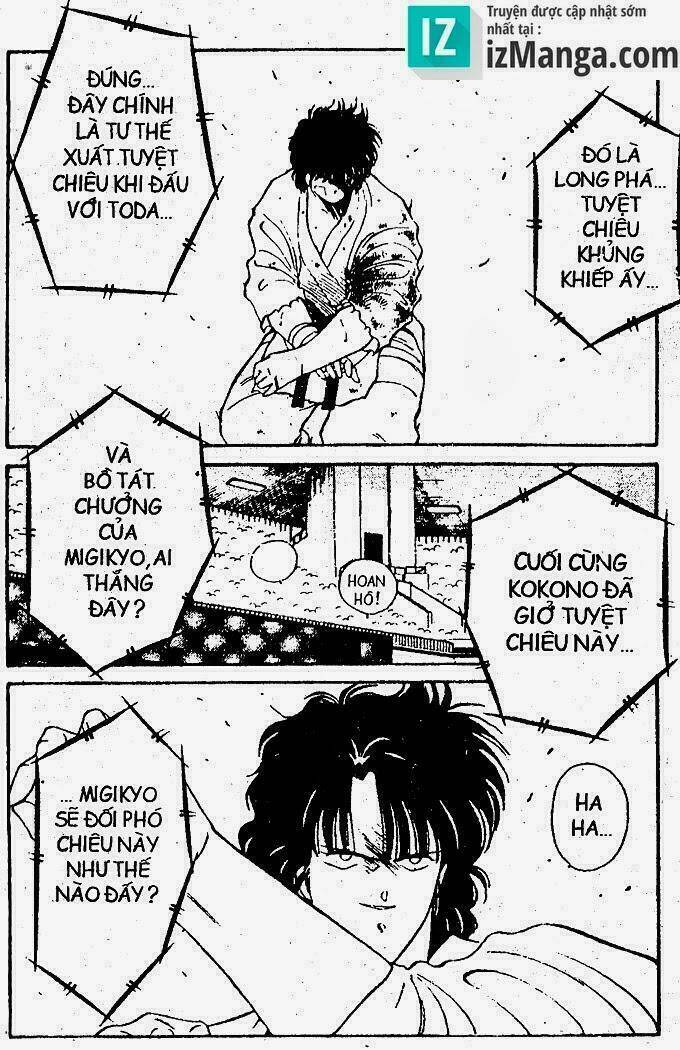 IZ
Truyện được cập nhật sớm
nhất tại :
izManga.com
ĐÓ LÀ
LONG PHÁ...
TUYỆT
CHIÊU
KHỦNG
KHIẾP ẤY...
ĐÚNG...
ĐÂY CHÍNH
LÀ TƯ THẾ
XUẤT TUYỆT
CHIÊU KHI ĐẤU
VỚI TODA...
CUỐI CÙNG
KOKONO ĐÃ
GIỞ TUYỆT
CHIÊU NÀY...
HOAN
HÔ!
VÀ
BỒ TÁT
CHƯỞNG
CỦA
MIGIKYO, AI
THẮNG
ĐÂY?
HA
HA...
... MIGIKYO
SẼ ĐỐI PHÓ
CHIÊU NÀY
NHƯ THẾ
NÀO ĐẤY?